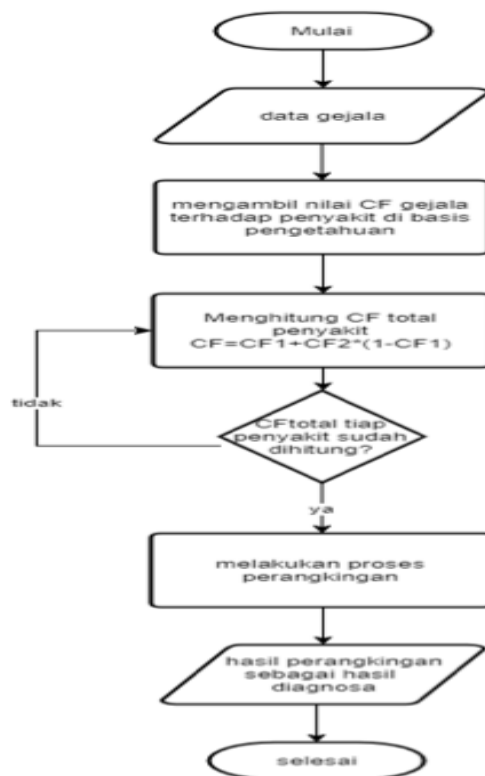 Mulai
data gejala
mengambil nilai CF gejala
terhadap penyakit di basis
pengetahuan
Menghitung CF total
penyakit
CF=CF1+CF2*(1-CF1)
tidak
CFtotal tiap
penyakit sudah
dihitung?
ya
melakukan proses
perangkingan
hasil perangkingan
sebagai hasil
diagnosa
selesai